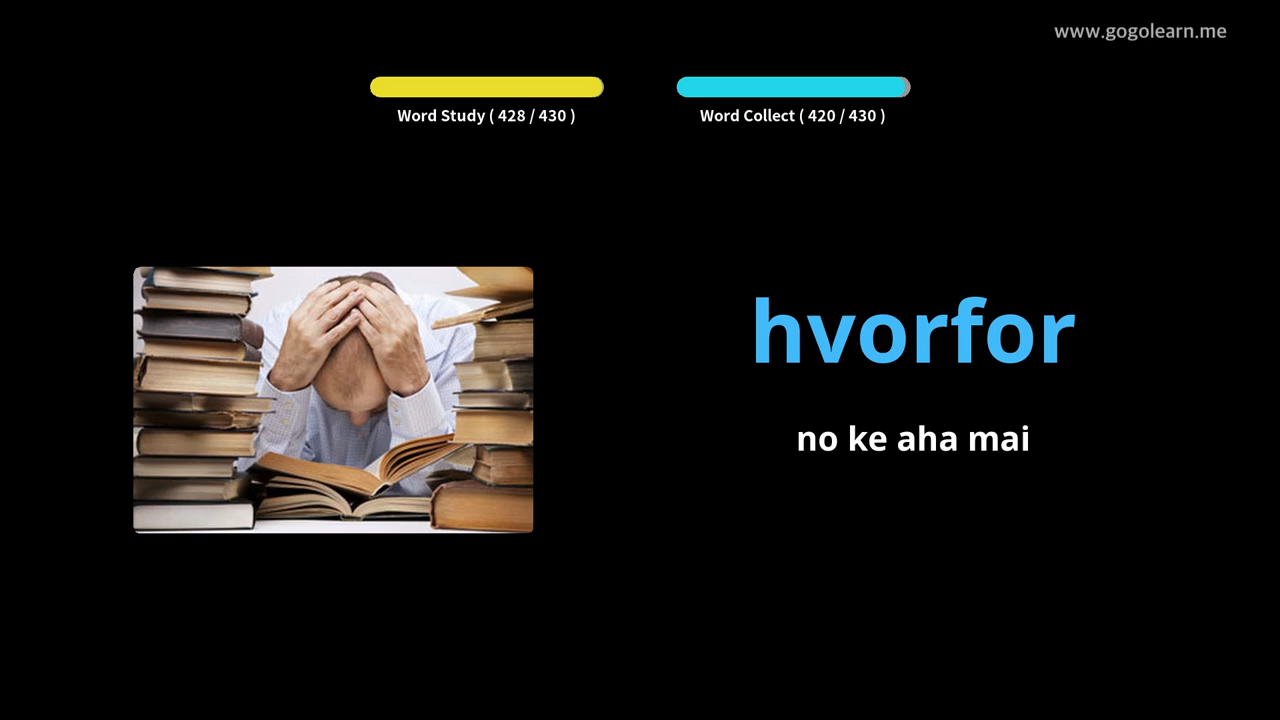 www.gogolearn.me
Word Study ( 428 / 430 )
Word Collect ( 420 / 430 )
hvorfor
no ke aha mai